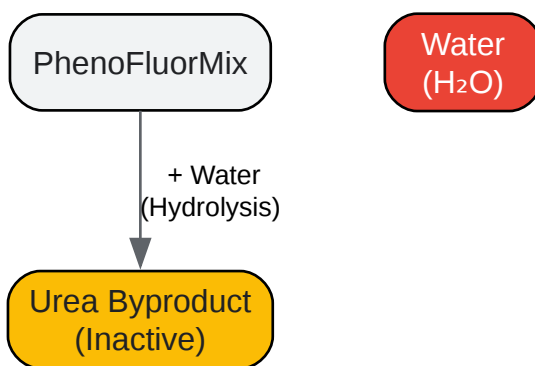 PhenoFluorMix
Water
(H₂O)
+ Water
(Hydrolysis)
Urea Byproduct
(Inactive)